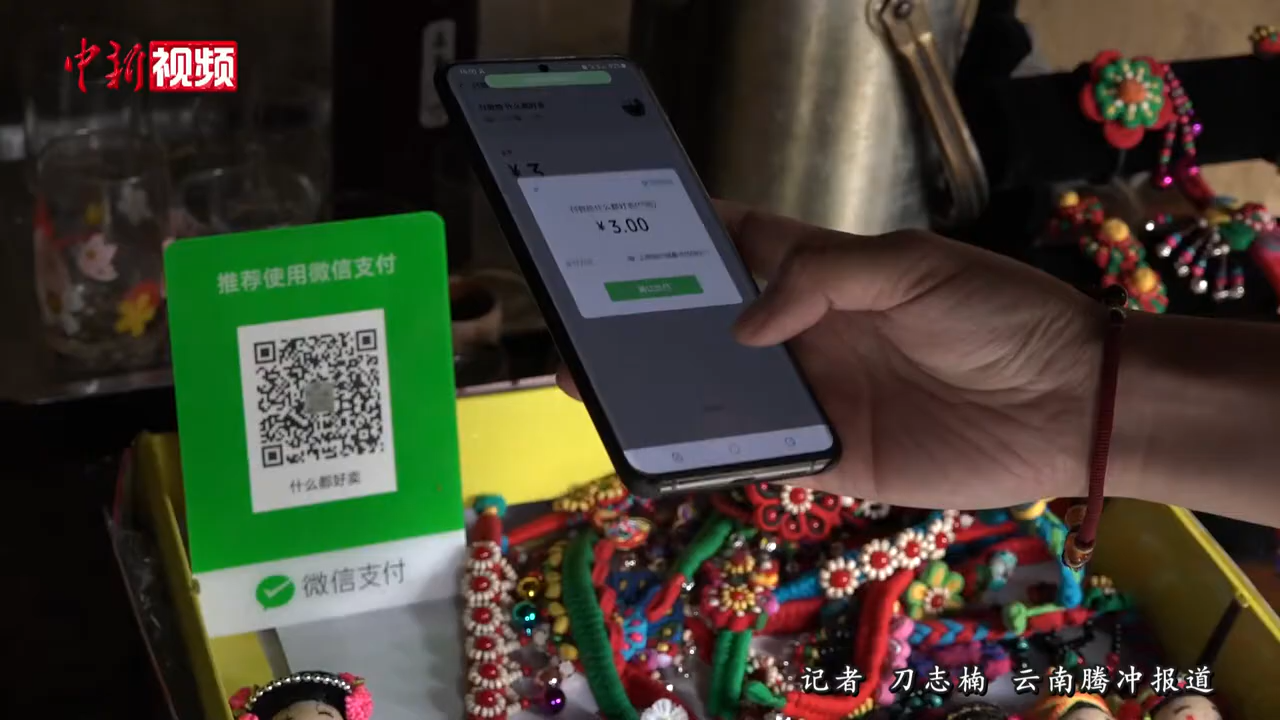 中新视频
推荐使用微信支付
什么都好卖
微信支付
¥3.00
记者 刀志楠 云南腾冲报道